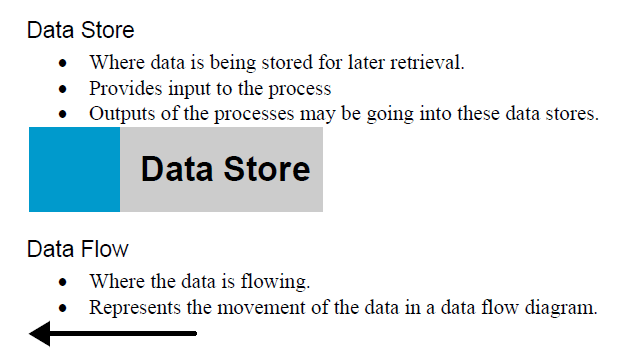 Data Store
• Where data is being stored for later retrieval.
• Provides input to the process
• Outputs of the processes may be going into these data stores.
Data Store
Data Flow
• Where the data is flowing.
• Represents the movement of the data in a data flow diagram.